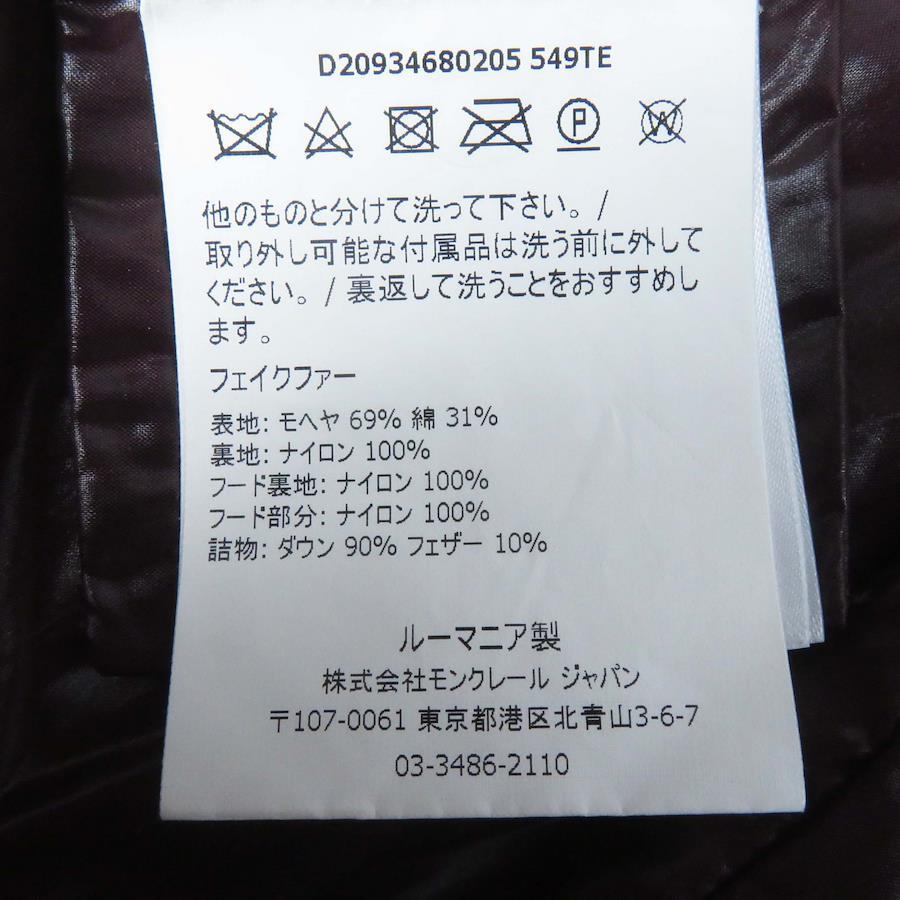 D20934680205 549TE
P W
他のものと分けて洗って下さい。/
取り外し可能な付属品は洗う前に外して
ください。/ 裏返して洗うことをおすすめし
ます。
フェイクファー
表地: モヘヤ 69% 綿 31%
裏地: ナイロン 100%
フード裏地: ナイロン 100%
フード部分: ナイロン 100%
詰物: ダウン 90% フェザー 10%
ルーマニア製
株式会社モンクレール ジャパン
〒107-0061 東京都港区北青山3-6-7
03-3486-2110